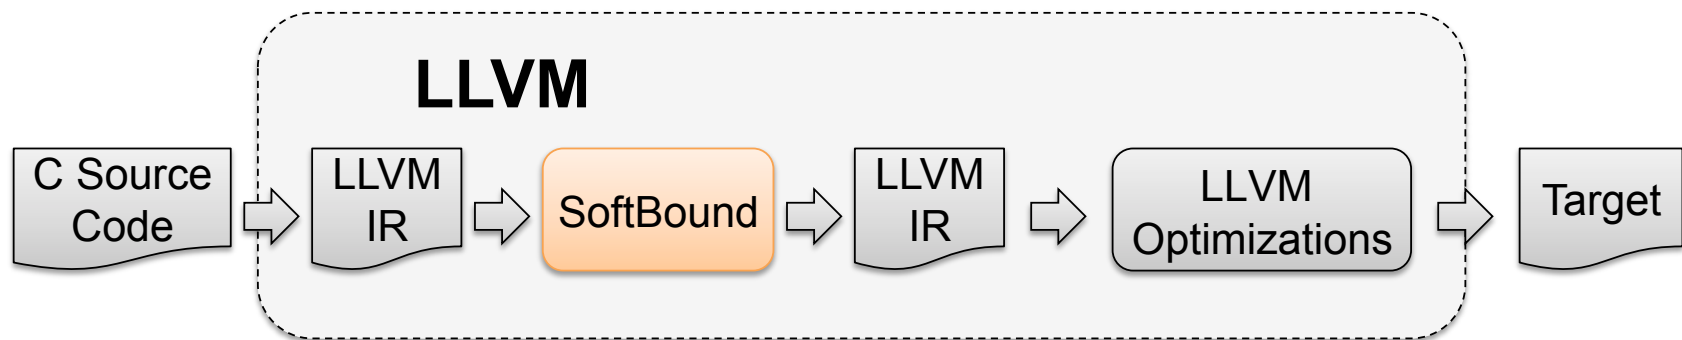 LLVM
C Source
Code
LLVM
IR
SoftBound
LLVM
IR
LLVM
Optimizations
Target